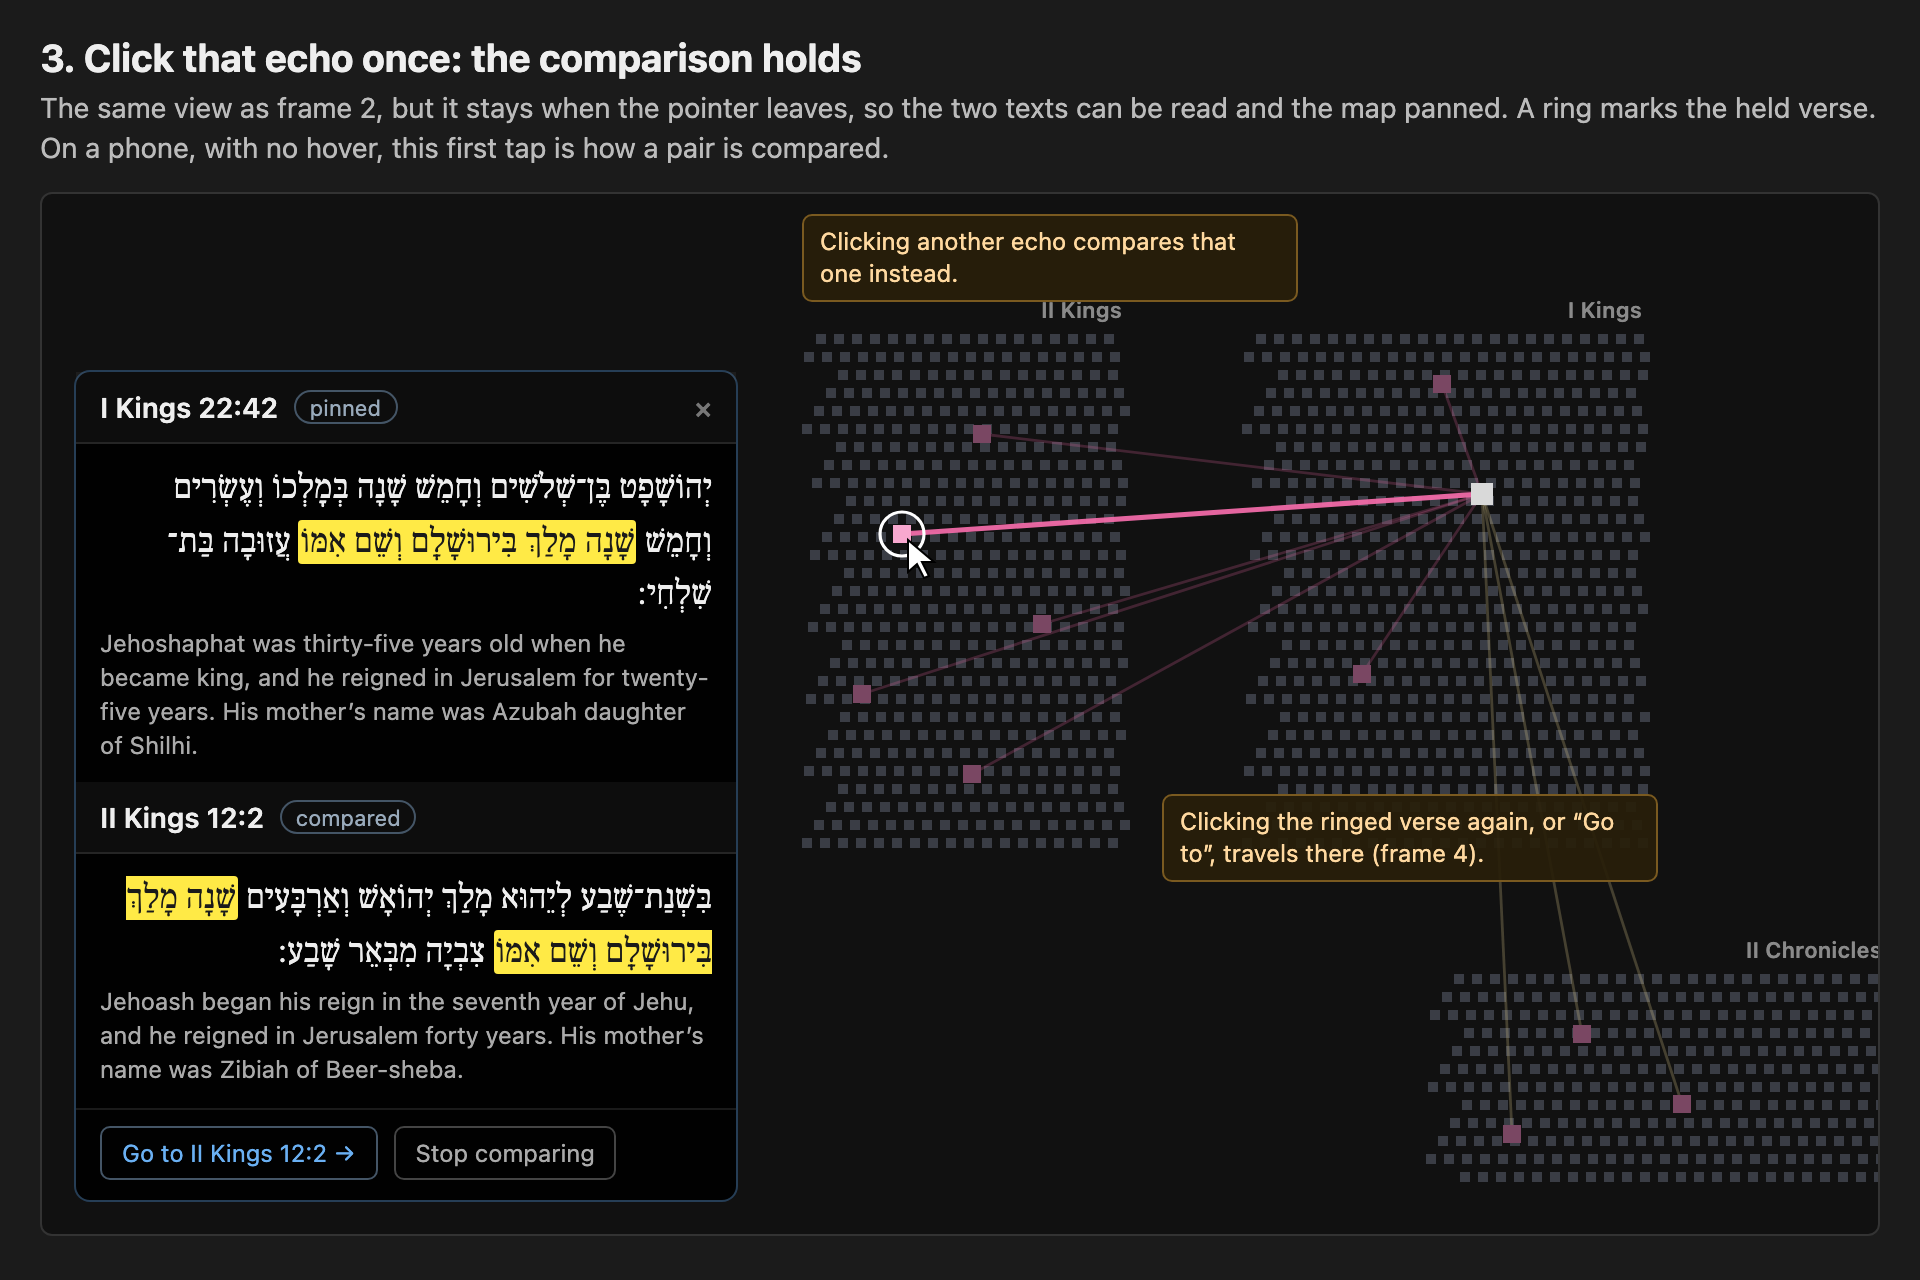 3. Click that echo once: the comparison holds
The same view as frame 2, but it stays when the pointer leaves, so the two texts can be read and the map panned. A ring marks the held verse.
On a phone, with no hover, this first tap is how a pair is compared.
Clicking another echo compares that
one instead.
II Kings
I Kings
I Kings 22:42 pinned ×
יְהוֹשָׁפָט בֶּן־שְׁלֹשִׁים וְחָמֵשׁ שָׁנָה בְּמׇלְכוֹ וְעֶשְׂרִים
וְחָמֵשׁ שָׁנָה מָלַךְ בִּירוּשָׁלָ‍ִם וְשֵׁם אִמּוֹ עֲזוּבָה בַּת־
שִׁלְחִי׃
Jehoshaphat was thirty-five years old when he
became king, and he reigned in Jerusalem for twenty-
five years. His mother’s name was Azubah daughter
of Shilhi.
II Kings 12:2 compared
בִּשְׁנַת־שֶׁבַע לְיֵהוּא מָלַךְ יְהוֹאָשׁ וְאַרְבָּעִים שָׁנָה מָלַךְ
בִּירוּשָׁלָ‍ִם וְשֵׁם אִמּוֹ צִבְיָה מִבְּאֵר שָׁבַע׃
Jehoash began his reign in the seventh year of Jehu,
and he reigned in Jerusalem forty years. His mother’s
name was Zibiah of Beer-sheba.
Go to II Kings 12:2 → Stop comparing
Clicking the ringed verse again, or “Go
to”, travels there (frame 4).
II Chronicles